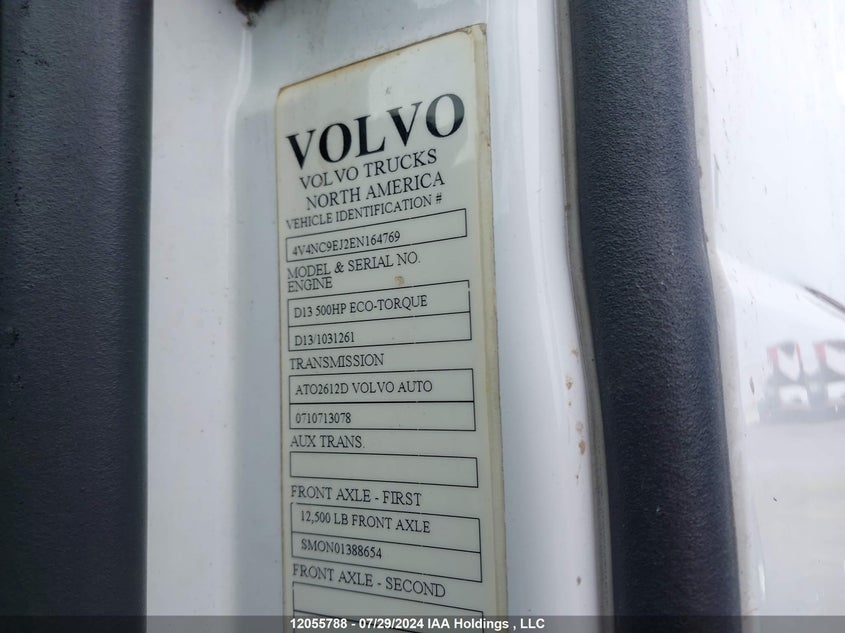 VOLVO
VOLVO TRUCKS
NORTH AMERICA
VEHICLE IDENTIFICATION #
4V4NC9EJ2EN164769
MODEL & SERIAL NO.
ENGINE
D13 500HP ECO-TORQUE
D13/1031261
TRANSMISSION
ATO2612D VOLVO AUTO
0710713078
AUX TRANS.
FRONT AXLE - FIRST
12,500 LB FRONT AXLE
SMON01388654
FRONT AXLE - SECOND
12055788 - 07/29/2024 IAA Holdings , LLC